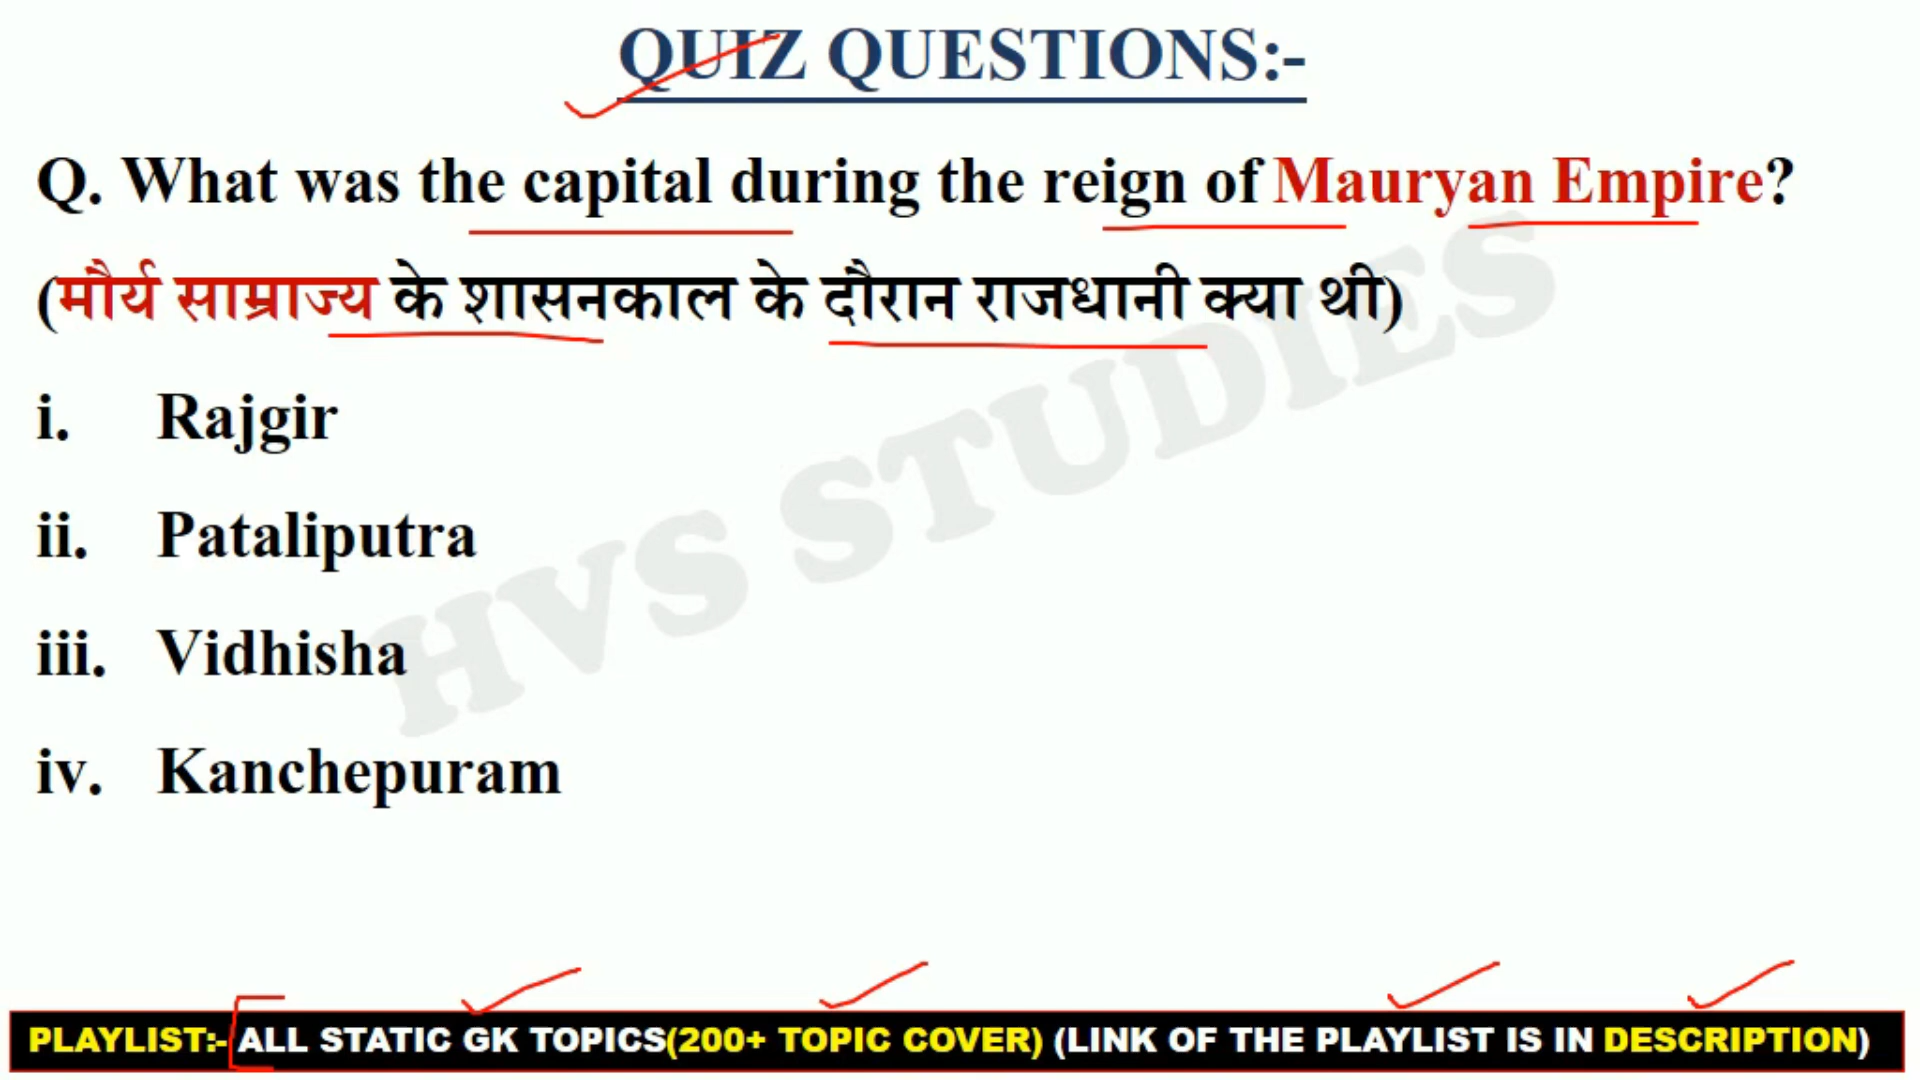 QUIZ QUESTIONS:-
Q. What was the capital during the reign of Mauryan Empire?
(मौर्य साम्राज्य के शासनकाल के दौरान राजधानी क्या थी)
i. Rajgir
ii. Pataliputra
iii. Vidhisha
iv. Kanchepuram
HVS STUDIES
PLAYLIST:- ALL STATIC GK TOPICS(200+ TOPIC COVER) (LINK OF THE PLAYLIST IS IN DESCRIPTION)